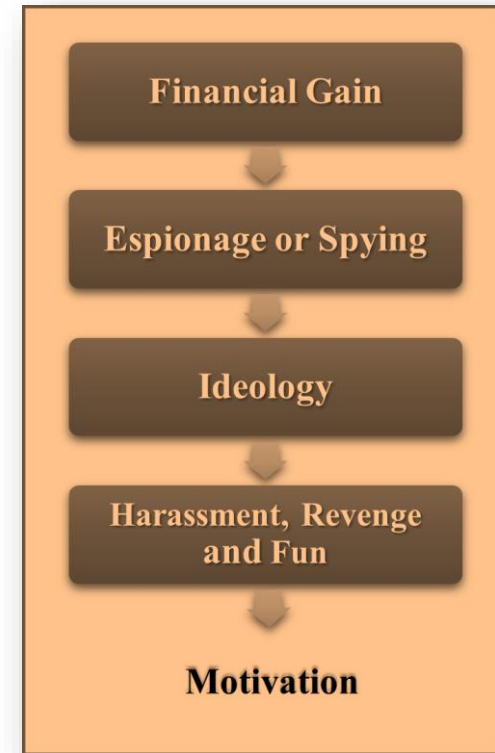 Financial Gain
Espionage or Spying
Ideology
Harassment, Revenge
and Fun
Motivation